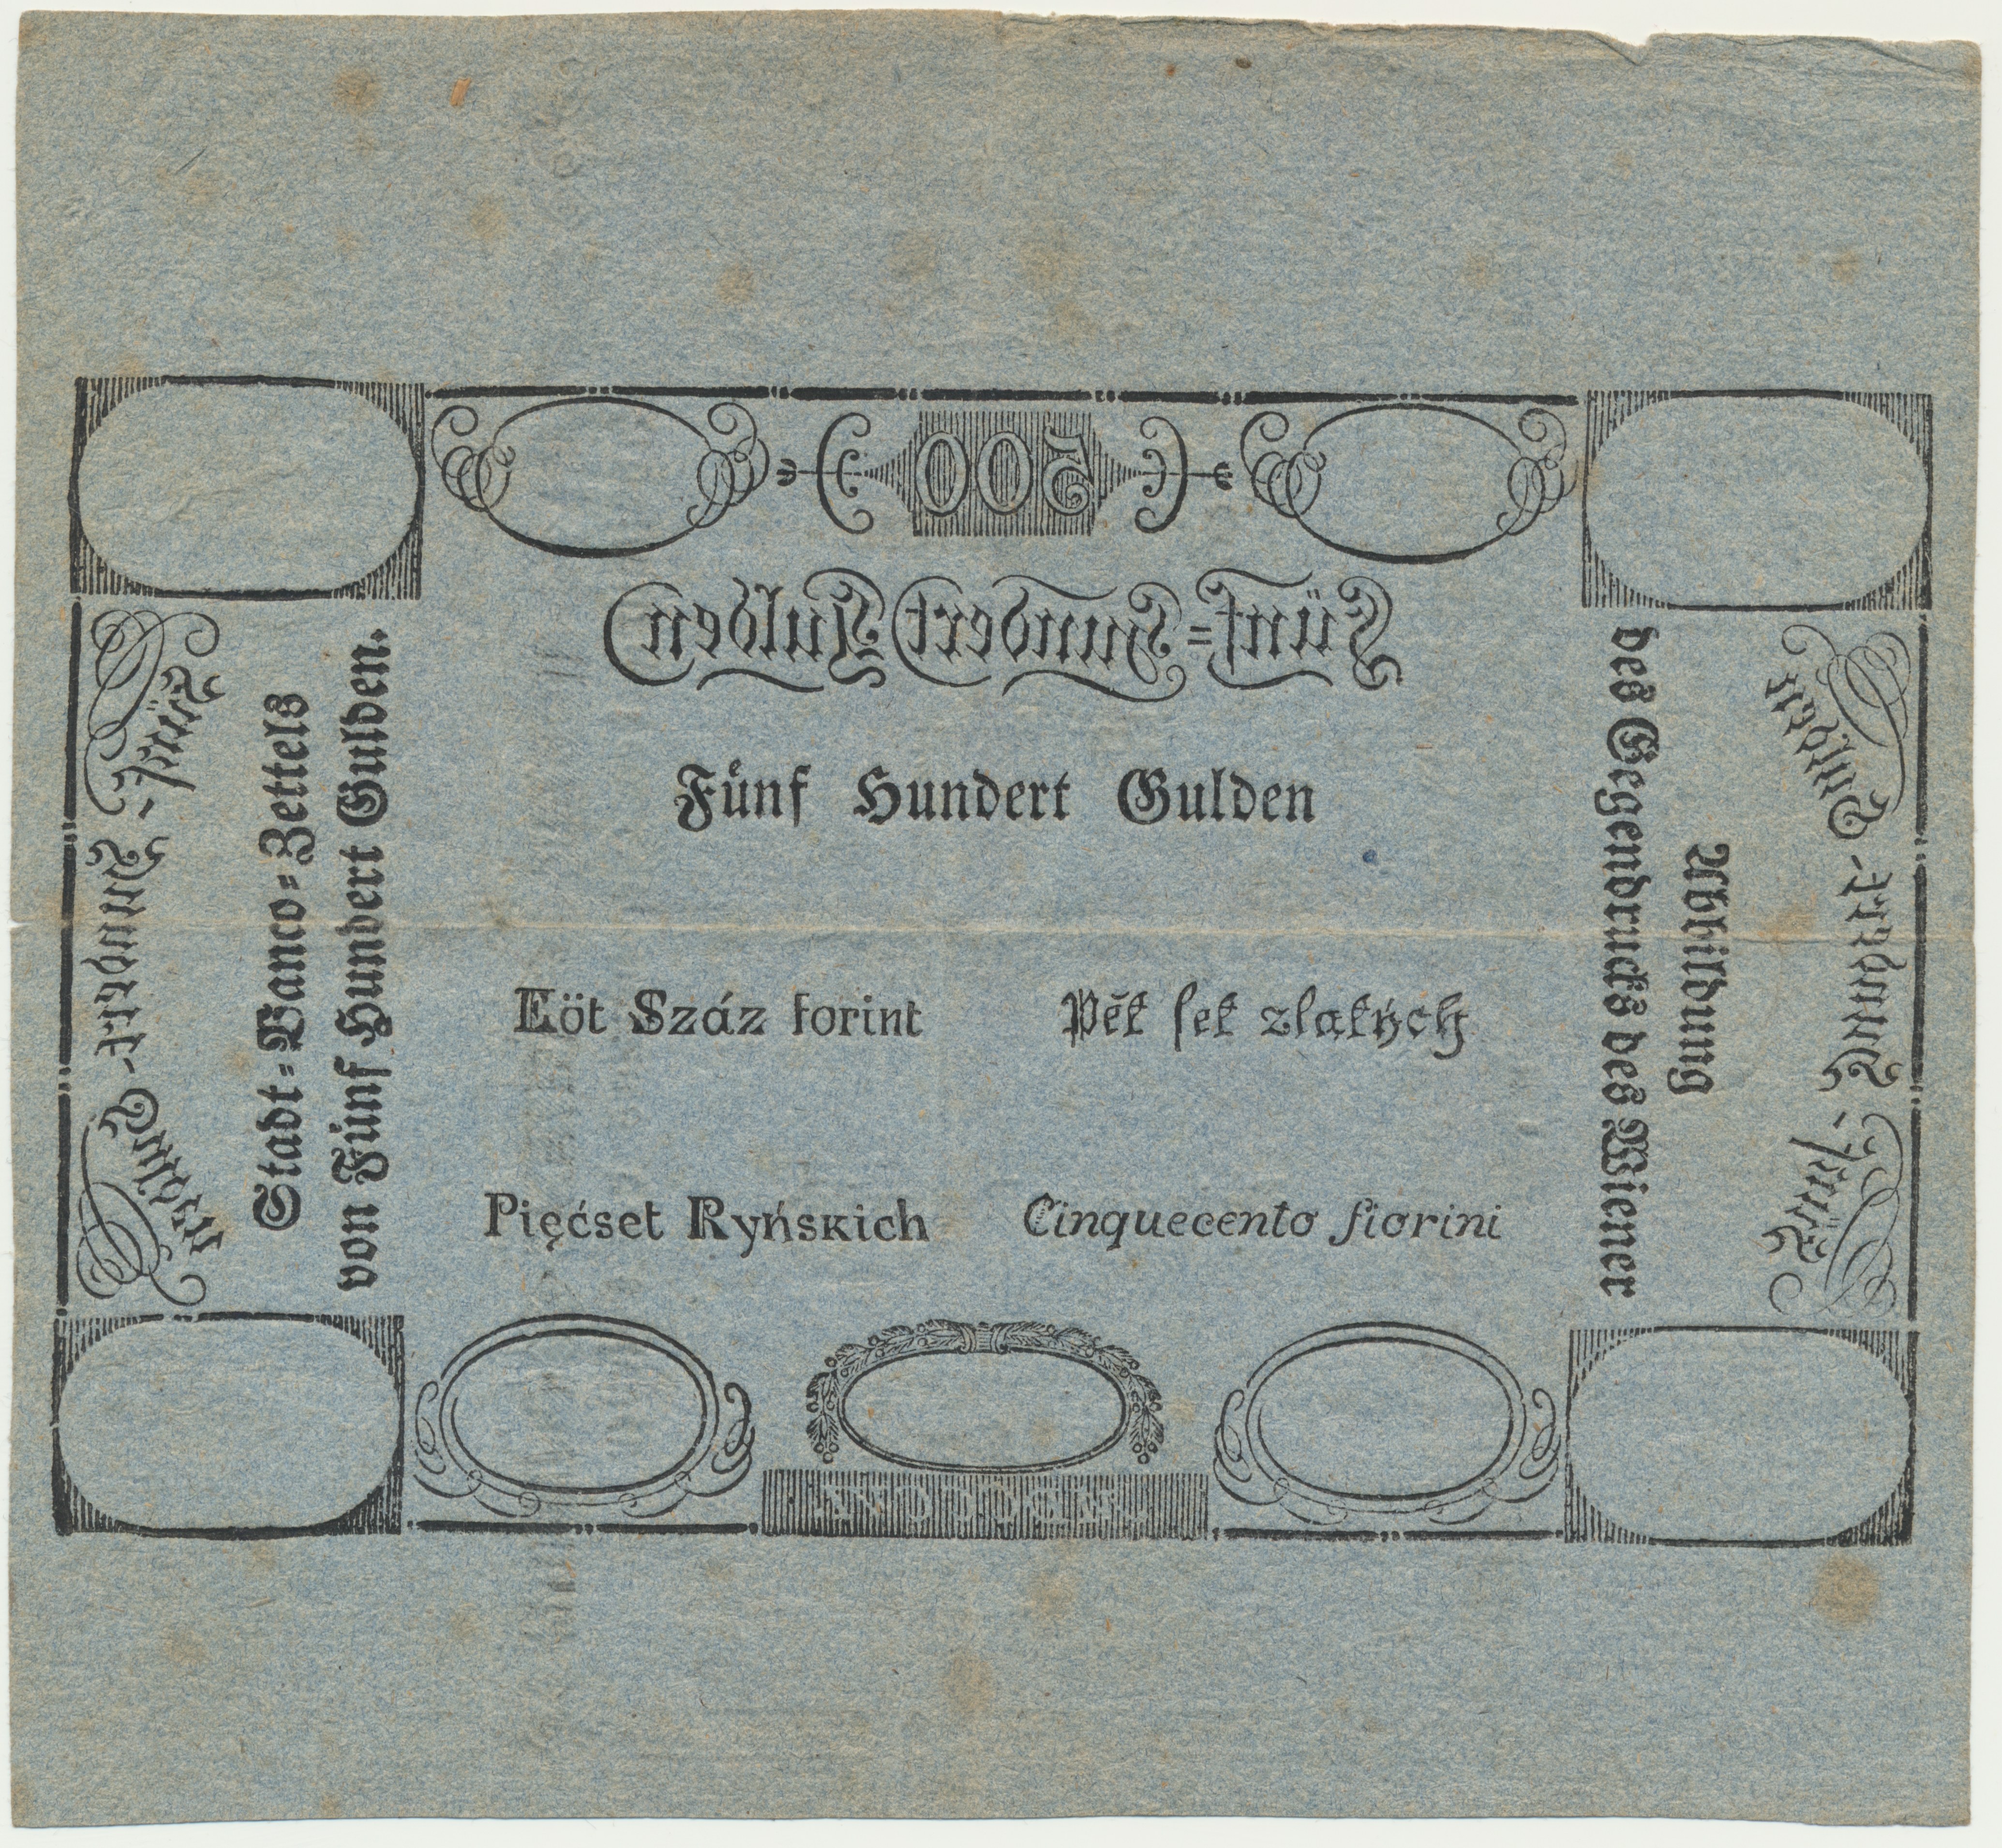 500
Fünf=Hundert Gulden
Fünf Hundert Gulden
Eöt Száz forint
Pět set zlatých
Pięćset Ryńskich
Cinquecento fiorini
Fünf-Hundert-Gulden
Stadt=Banco=Zettels
von Fünf Hundert Gulden.
Abbildung
des Gegendrucks des Wiener
Fünf-Hundert-Gulden